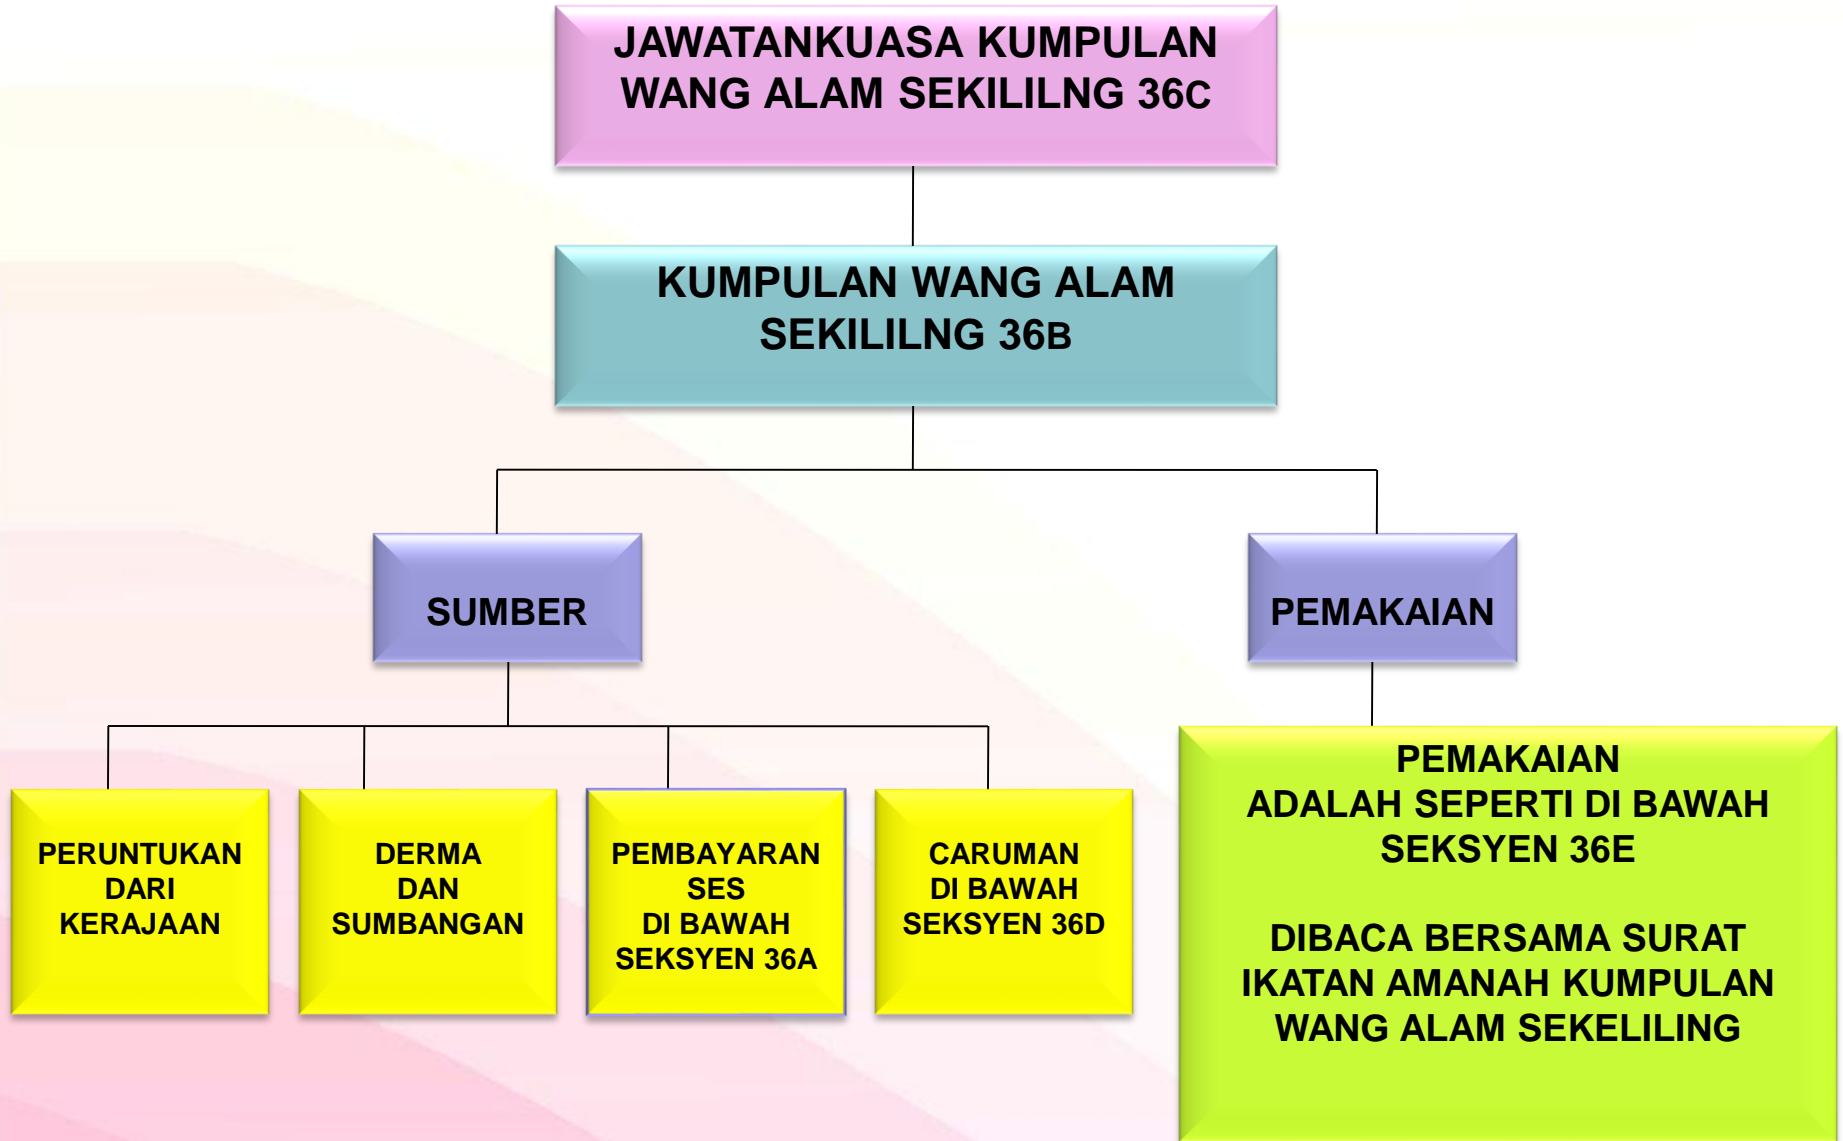 JAWATANKUASA KUMPULAN
WANG ALAM SEKILILNG 36C
KUMPULAN WANG ALAM
SEKILILNG 36B
SUMBER
PEMAKAIAN
PERUNTUKAN
DARI
KERAJAAN
DERMA
DAN
SUMBANGAN
PEMBAYARAN
SES
DI BAWAH
SEKSYEN 36A
CARUMAN
DI BAWAH
SEKSYEN 36D
PEMAKAIAN
ADALAH SEPERTI DI BAWAH
SEKSYEN 36E
DIBACA BERSAMA SURAT
IKATAN AMANAH KUMPULAN
WANG ALAM SEKELILING